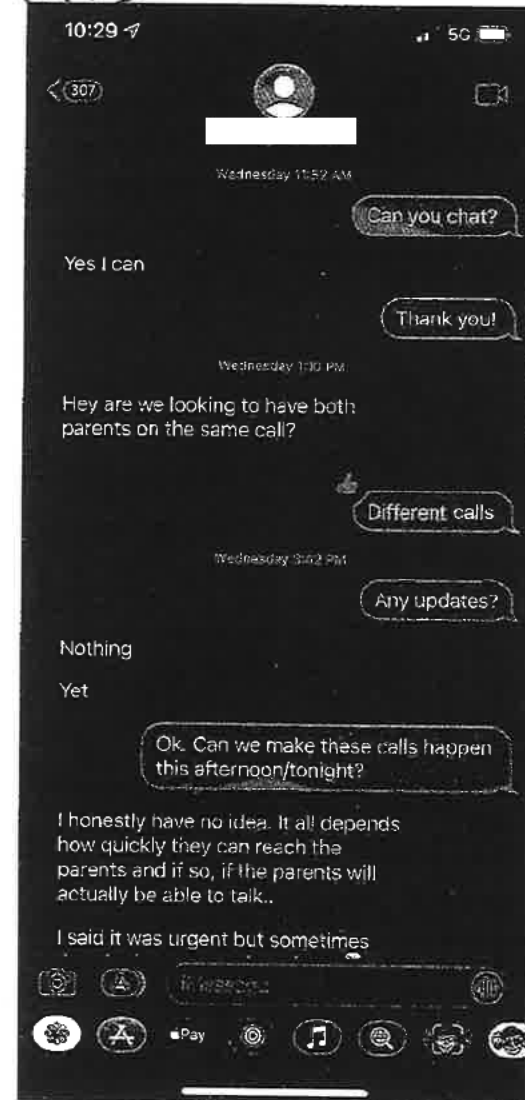 10:29
5G
307
Wednesday 11:52 AM
Can you chat?
Yes I can
Thank you!
Wednesday PM
Hey are we looking to have both
parents on the same call?
Different calls
Wednesday PM
Any updates?
Nothing
Yet
Ok. Can we make these calls happen
this afternoon/tonight?
I honestly have no idea. It all depends
how quickly they can reach the
parents and if so, if the parents will
actually be able to talk..
I said it was urgent but sometimes
Pay